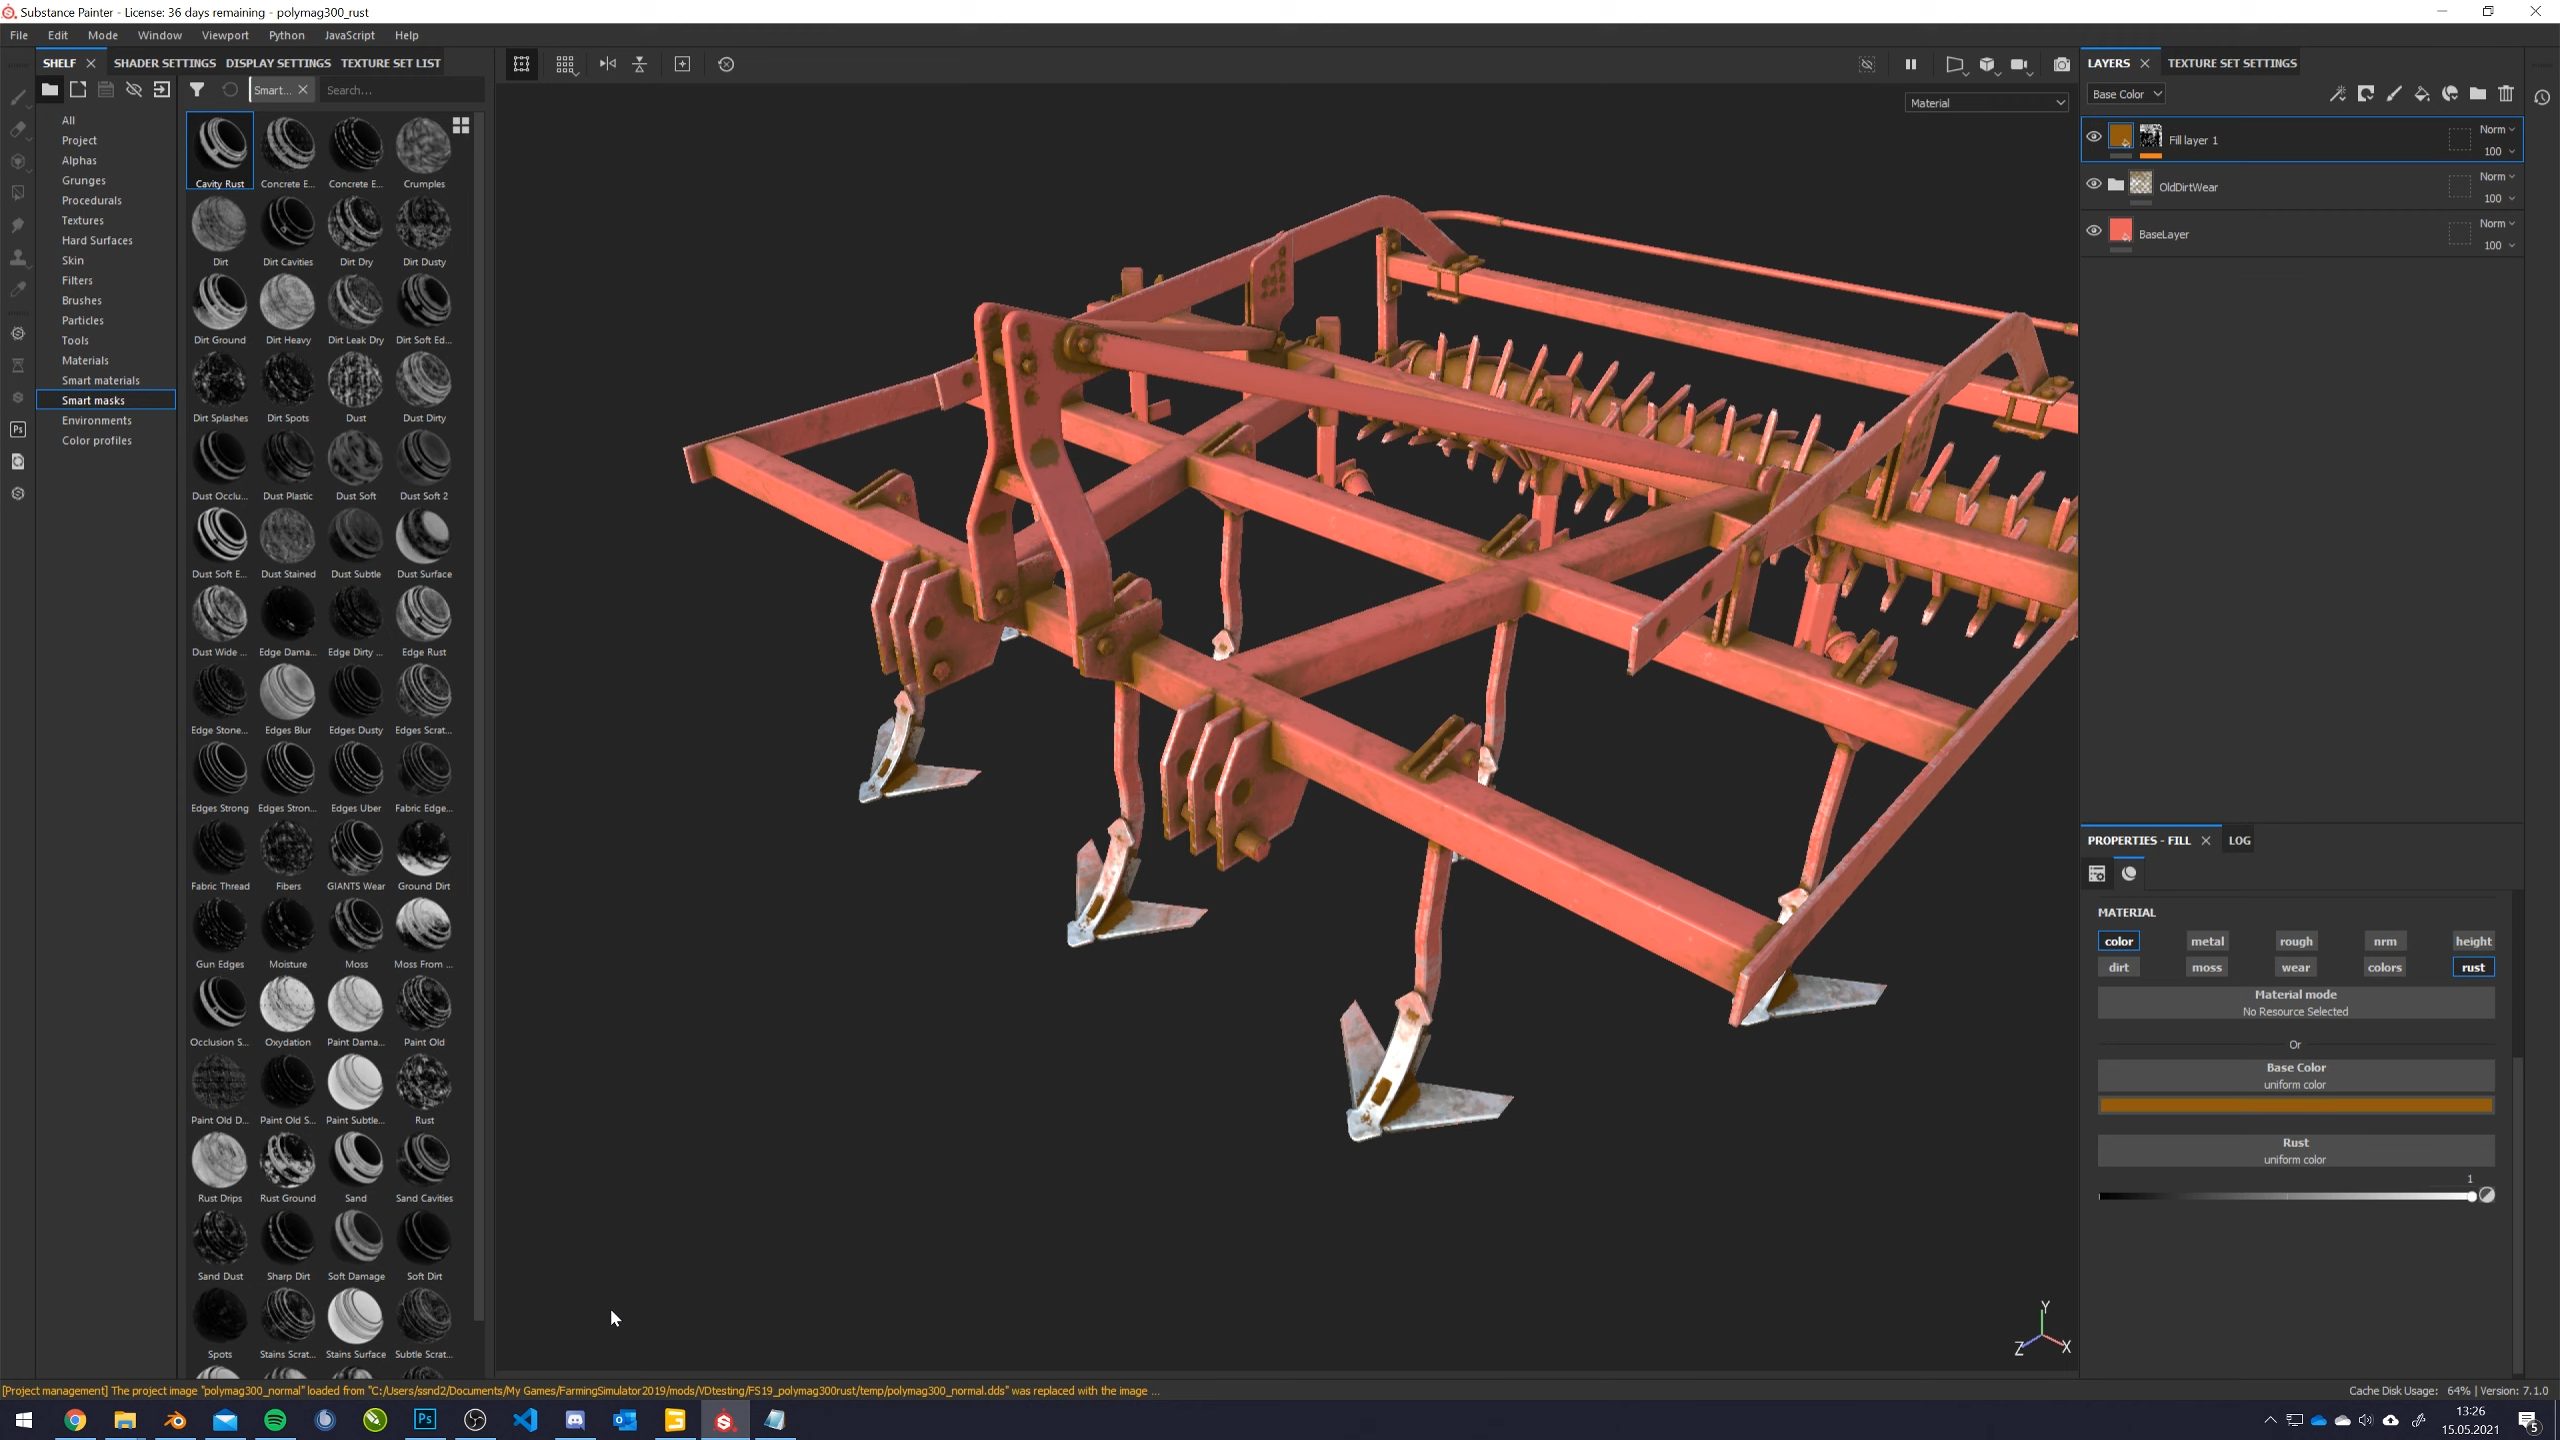 Substance Painter - License: 36 days remaining - polymag300_rust
File Edit Mode Window Viewport Python JavaScript Help
SHELF SHADER SETTINGS DISPLAY SETTINGS TEXTURE SET LIST
Smart... Search...
All
Project
Alphas
Grunges
Procedurals
Textures
Hard Surfaces
Skin
Filters
Brushes
Particles
Tools
Materials
Smart materials
Smart masks
Environments
Color profiles
Cavity Rust Concrete E... Concrete E... Crumples
Dirt Dirt Cavities Dirt Dry Dirt Dusty
Dirt Ground Dirt Heavy Dirt Leak Dry Dirt Soft Ed...
Dirt Splashes Dirt Spots Dust Dust Dirty
Dust Occlu... Dust Plastic Dust Soft Dust Soft 2
Dust Soft E... Dust Stained Dust Subtle Dust Surface
Dust Wide ... Edge Dama... Edge Dirty ... Edge Rust
Edge Stone... Edges Blur Edges Dusty Edges Scrat...
Edges Strong Edges Stron... Edges Uber Fabric Edge...
Fabric Thread Fibers GIANTS Wear Ground Dirt
Gun Edges Moisture Moss Moss From ...
Occlusion S... Oxydation Paint Dama... Paint Old
Paint Old D... Paint Old S... Paint Subtle... Rust
Rust Drips Rust Ground Sand Sand Cavities
Sand Dust Sharp Dirt Soft Damage Soft Dirt
Spots Stains Scrat... Stains Surface Subtle Scrat...
Material
Y
Z X
LAYERS TEXTURE SET SETTINGS
Base Color
Fill layer 1 Norm
100
OldDirtWear Norm
100
BaseLayer Norm
100
PROPERTIES - FILL LOG
MATERIAL
color metal rough nrm height
dirt moss wear colors rust
Material mode
No Resource Selected
Or
Base Color
uniform color
Rust
uniform color
1
[Project management] The project image "polymag300_normal" loaded from "C:/Users/ssnd2/Documents/My Games/FarmingSimulator2019/mods/VDtesting/FS19_polymag300rust/temp/polymag300_normal.dds" was replaced with the image ...
Cache Disk Usage: 64% | Version: 7.1.0
Ps
Ps
13:26
15.05.2021
5